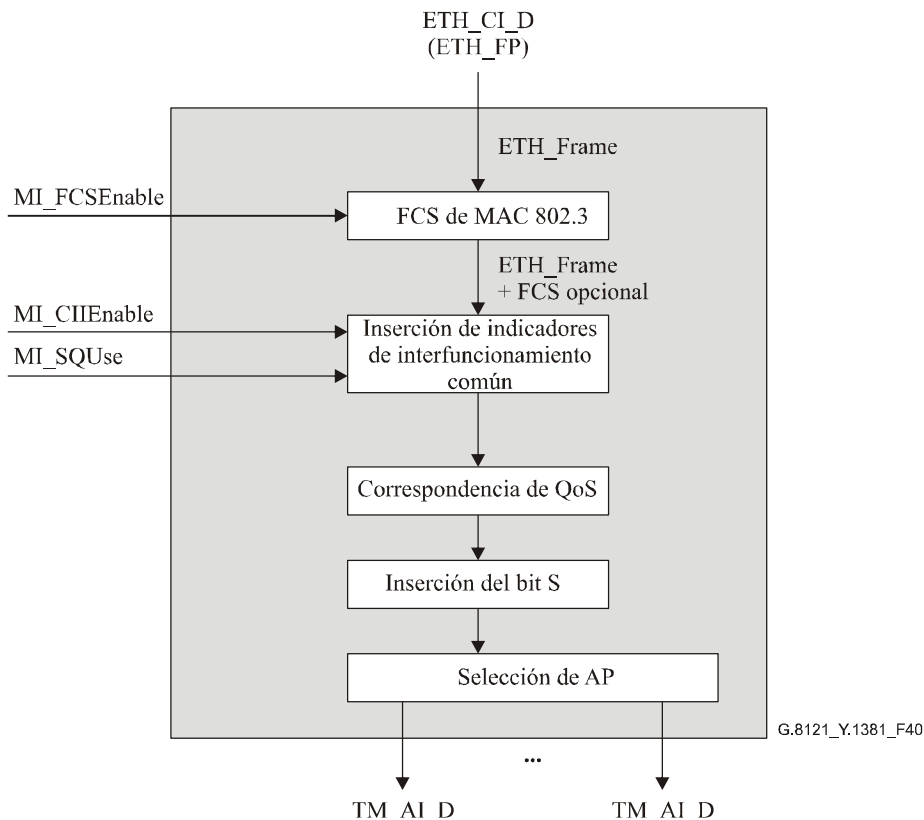 ETH_CI_D
(ETH_FP)
ETH_Frame
MI_FCSEnable
FCS de MAC 802.3
ETH_Frame
+ FCS opcional
MI_CIIEnable
MI_SQUse
Inserción de indicadores
de interfuncionamiento
común
Correspondencia de QoS
Inserción del bit S
Selección de AP
G.8121_Y.1381_F40
...
TM_AI_D
TM_AI_D